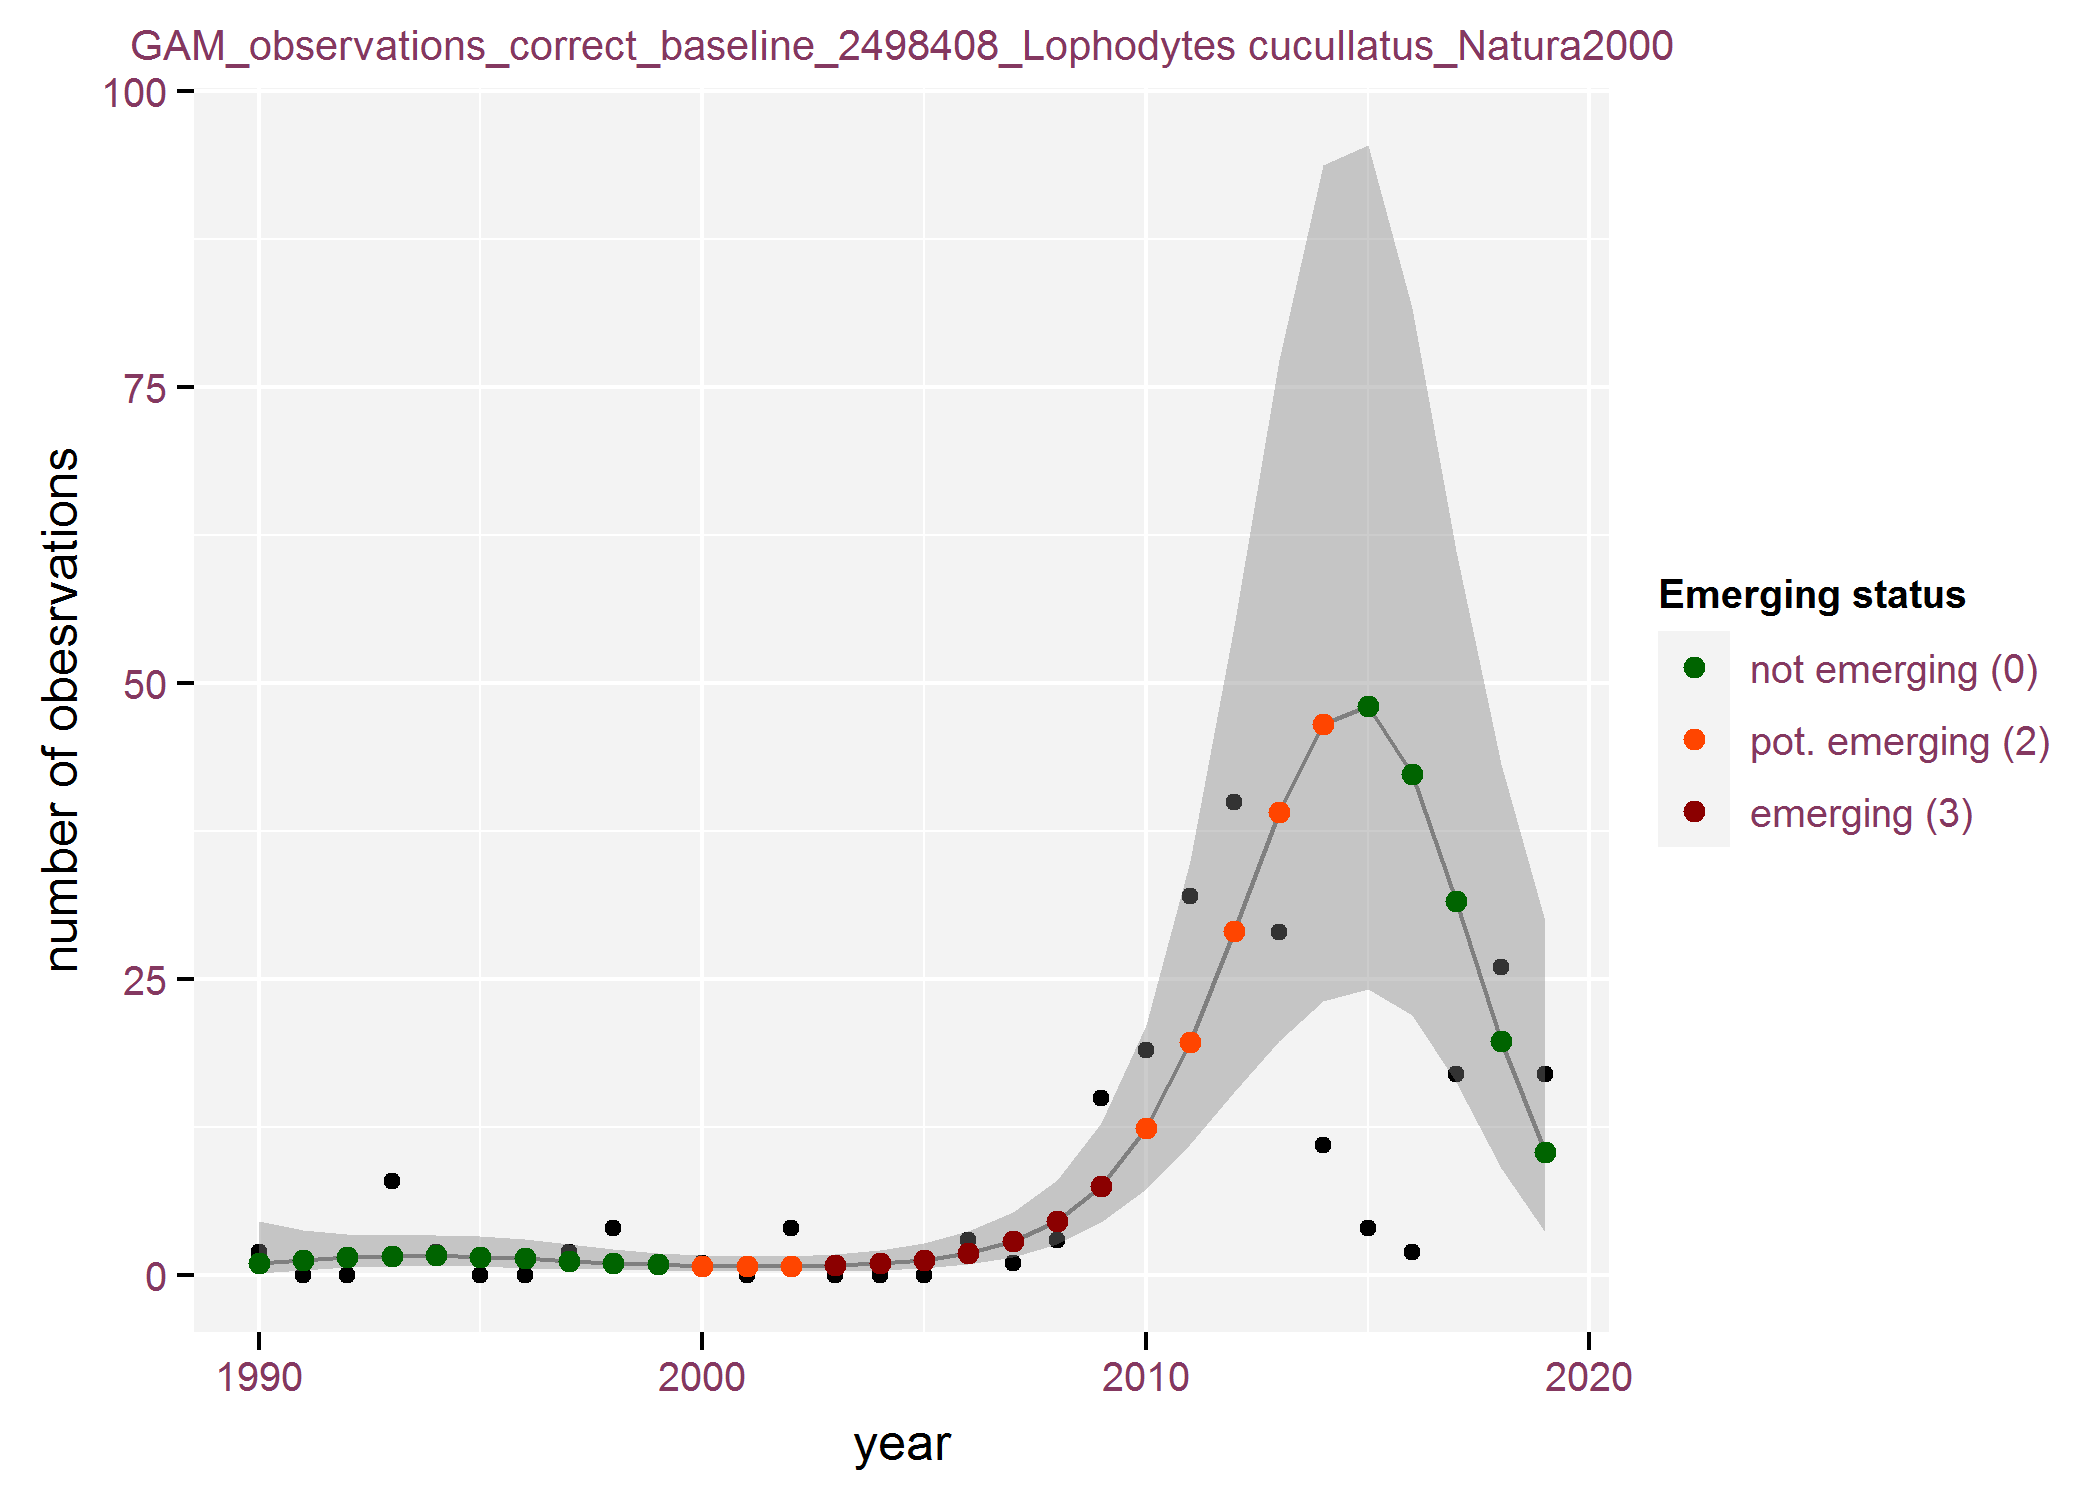 GAM_observations_correct_baseline_2498408_Lophodytes cucullatus_Natura2000
100
75
50
25
0
number of obesrvations
1990
2000
2010
2020
year
Emerging status
not emerging (0)
pot. emerging (2)
emerging (3)